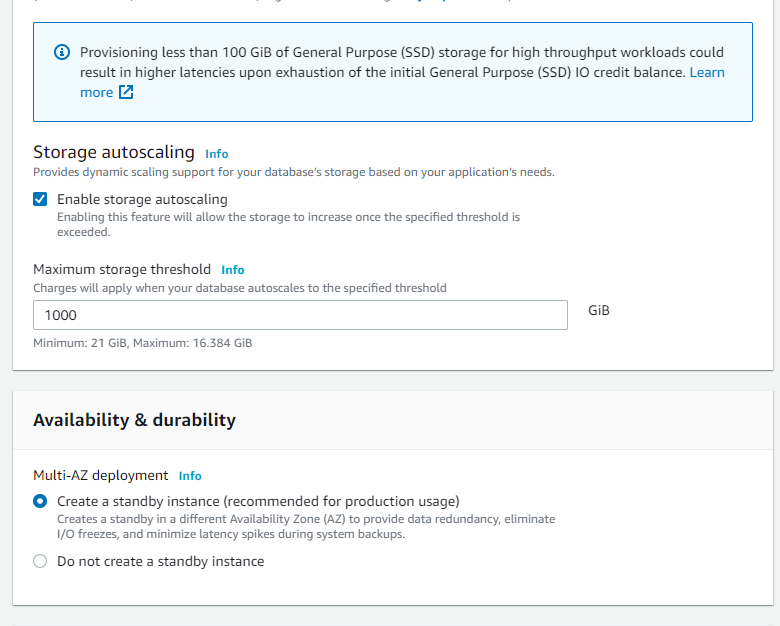 Provisioning less than 100 GiB of General Purpose (SSD) storage for high throughput workloads could
result in higher latencies upon exhaustion of the initial General Purpose (SSD) IO credit balance. Learn
more
Storage autoscaling Info
Provides dynamic scaling support for your database's storage based on your application's needs.
Enable storage autoscaling
Enabling this feature will allow the storage to increase once the specified threshold is
exceeded.
Maximum storage threshold Info
Charges will apply when your database autoscales to the specified threshold
1000
GiB
Minimum: 21 GiB, Maximum: 16.384 GiB
Availability & durability
Multi-AZ deployment Info
Create a standby instance (recommended for production usage)
Creates a standby in a different Availability Zone (AZ) to provide data redundancy, eliminate
I/O freezes, and minimize latency spikes during system backups.
Do not create a standby instance